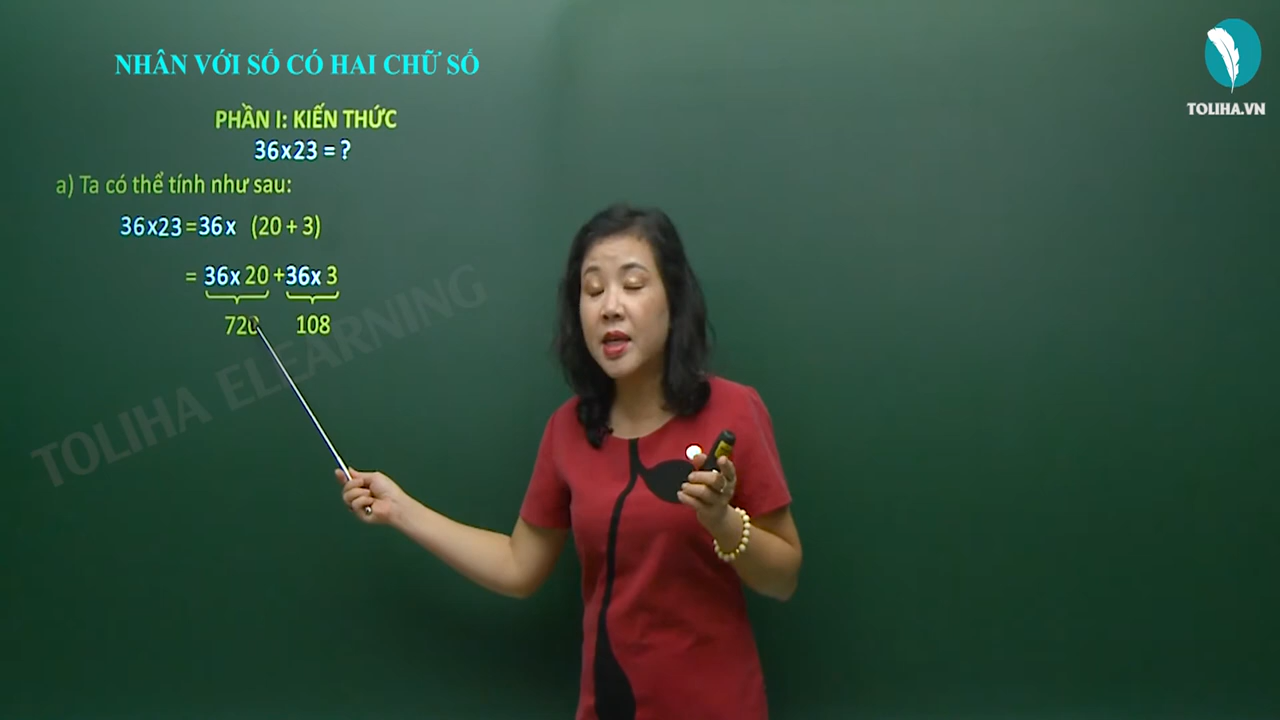 NHÂN VỚI SỐ CÓ HAI CHỮ SỐ
PHẦN I: KIẾN THỨC
36x23 = ?
a) Ta có thể tính như sau:
36x23 = 36x (20 + 3)
= 36x 20 + 36x 3
720 108
TOLIHA ELEARNING
TOLIHA.VN